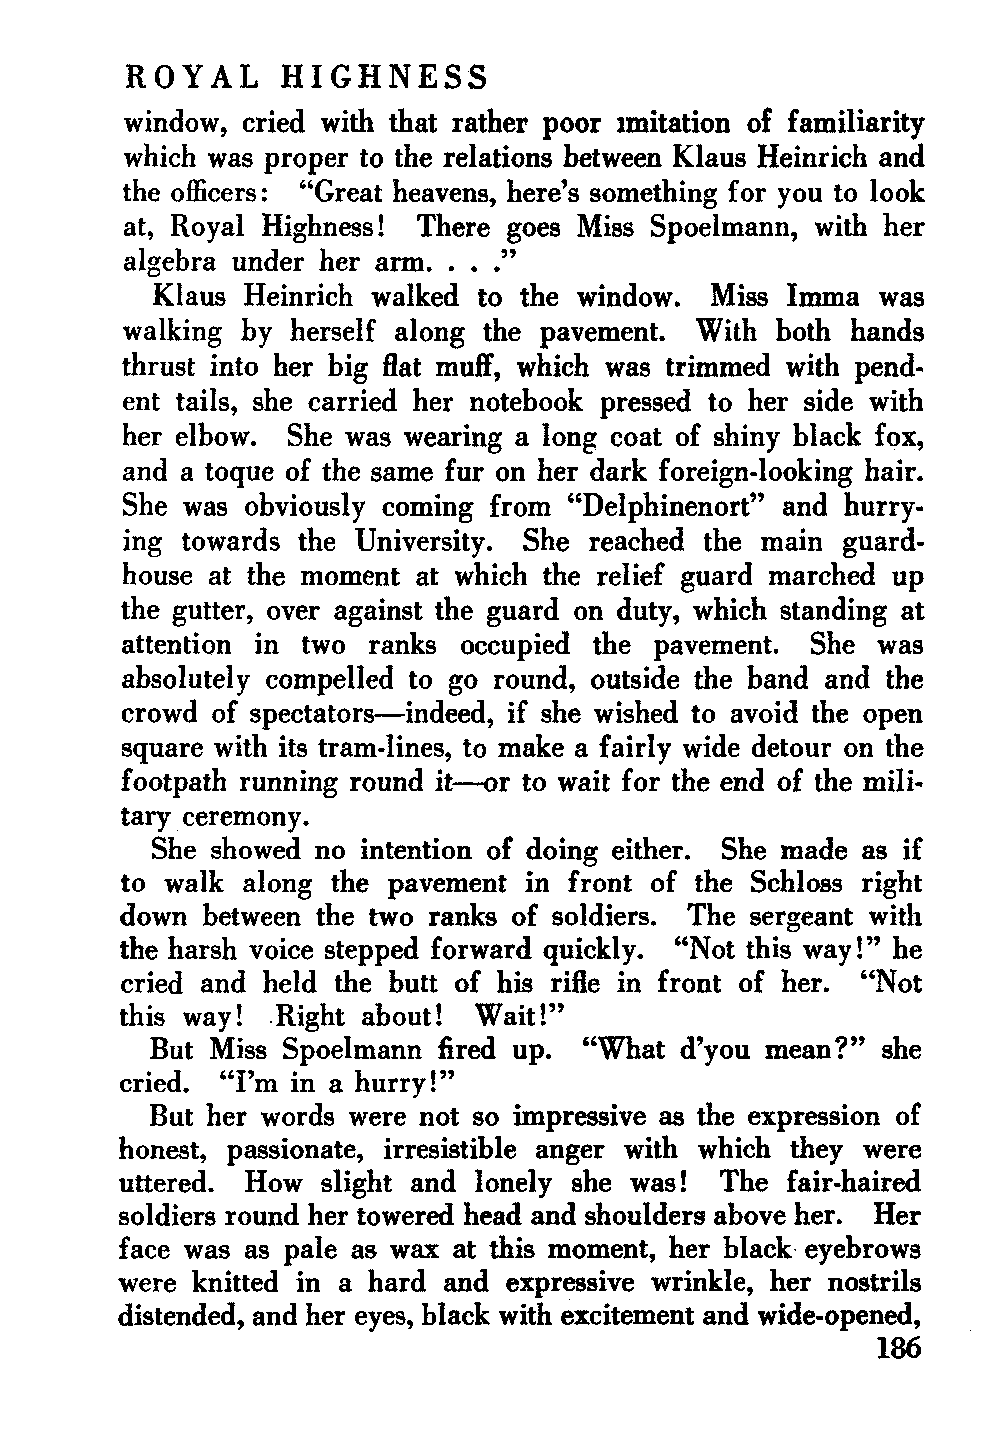 ROYAL HIGHNESS
window, cried with that rather poor imitation of familiarity
which was proper to the relations between Klaus Heinrich and
the officers: “Great heavens, here’s something for you to look
at, Royal Highness! There goes Miss Spoelmann, with her
algebra under her arm. . . .”
Klaus Heinrich walked to the window. Miss Imma was
walking by herself along the pavement. With both hands
thrust into her big flat muff, which was trimmed with pend-
ent tails, she carried her notebook pressed to her side with
her elbow. She was wearing a long coat of shiny black fox,
and a toque of the same fur on her dark foreign-looking hair.
She was obviously coming from “Delphinenort” and hurry-
ing towards the University. She reached the main guard-
house at the moment at which the relief guard marched up
the gutter, over against the guard on duty, which standing at
attention in two ranks occupied the pavement. She was
absolutely compelled to go round, outside the band and the
crowd of spectators—indeed, if she wished to avoid the open
square with its tram-lines, to make a fairly wide detour on the
footpath running round it—or to wait for the end of the mili-
tary ceremony.
She showed no intention of doing either. She made as if
to walk along the pavement in front of the Schloss right
down between the two ranks of soldiers. The sergeant with
the harsh voice stepped forward quickly. “Not this way!” he
cried and held the butt of his rifle in front of her. “Not
this way! Right about! Wait!”
But Miss Spoelmann fired up. “What d’you mean?” she
cried. “I’m in a hurry!”
But her words were not so impressive as the expression of
honest, passionate, irresistible anger with which they were
uttered. How slight and lonely she was! The fair-haired
soldiers round her towered head and shoulders above her. Her
face was as pale as wax at this moment, her black eyebrows
were knitted in a hard and expressive wrinkle, her nostrils
distended, and her eyes, black with excitement and wide-opened,
186